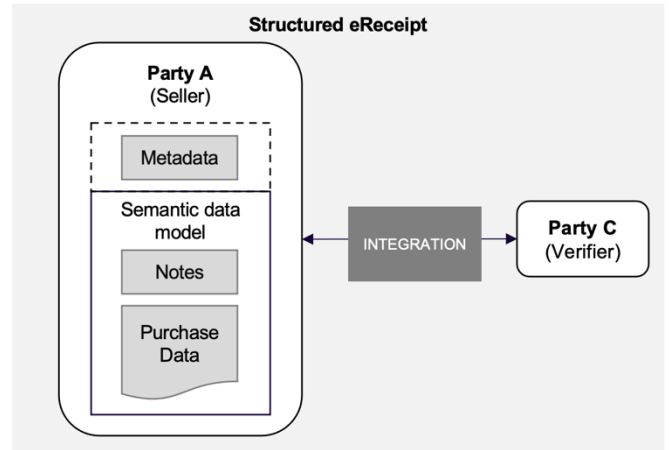 Structured eReceipt
Party A
(Seller)
Metadata
Semantic data
model
Notes
Purchase
Data
INTEGRATION
Party C
(Verifier)